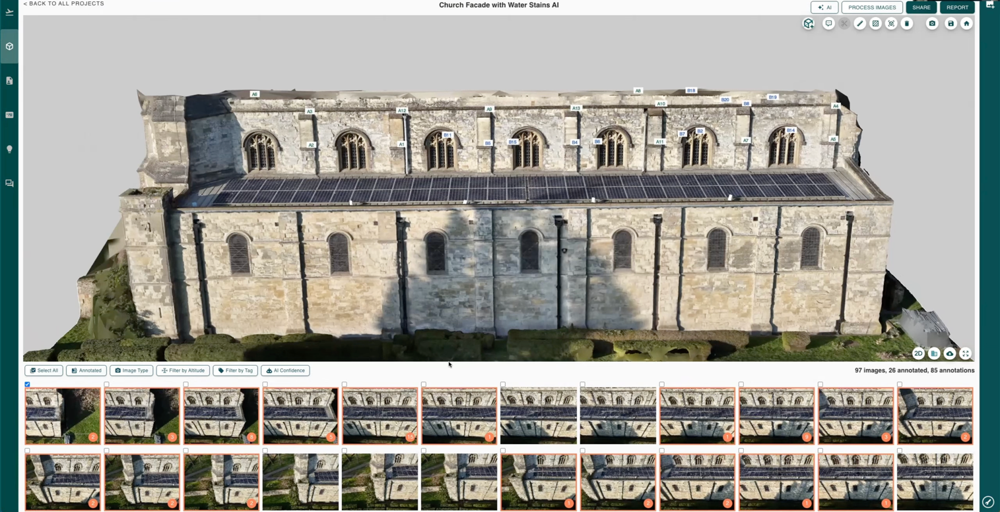 < BACK TO ALL PROJECTS
Church Facade with Water Stains AI
AI
PROCESS IMAGES
SHARE
REPORT
A6
A8
B18
B20
B19
A3
A12
A9
A13
A10
B8
A4
B11
B7
B2
B14
A2
A1
B5
B15
B4
B6
A11
A7
A5
2D
Select All
Annotated
Image Type
Filter by Altitude
Filter by Tag
AI Confidence
97 images, 26 annotated, 85 annotations
2
3
8
5
15
1
1
9
3
2
2
2
2
1
2
2
1
1